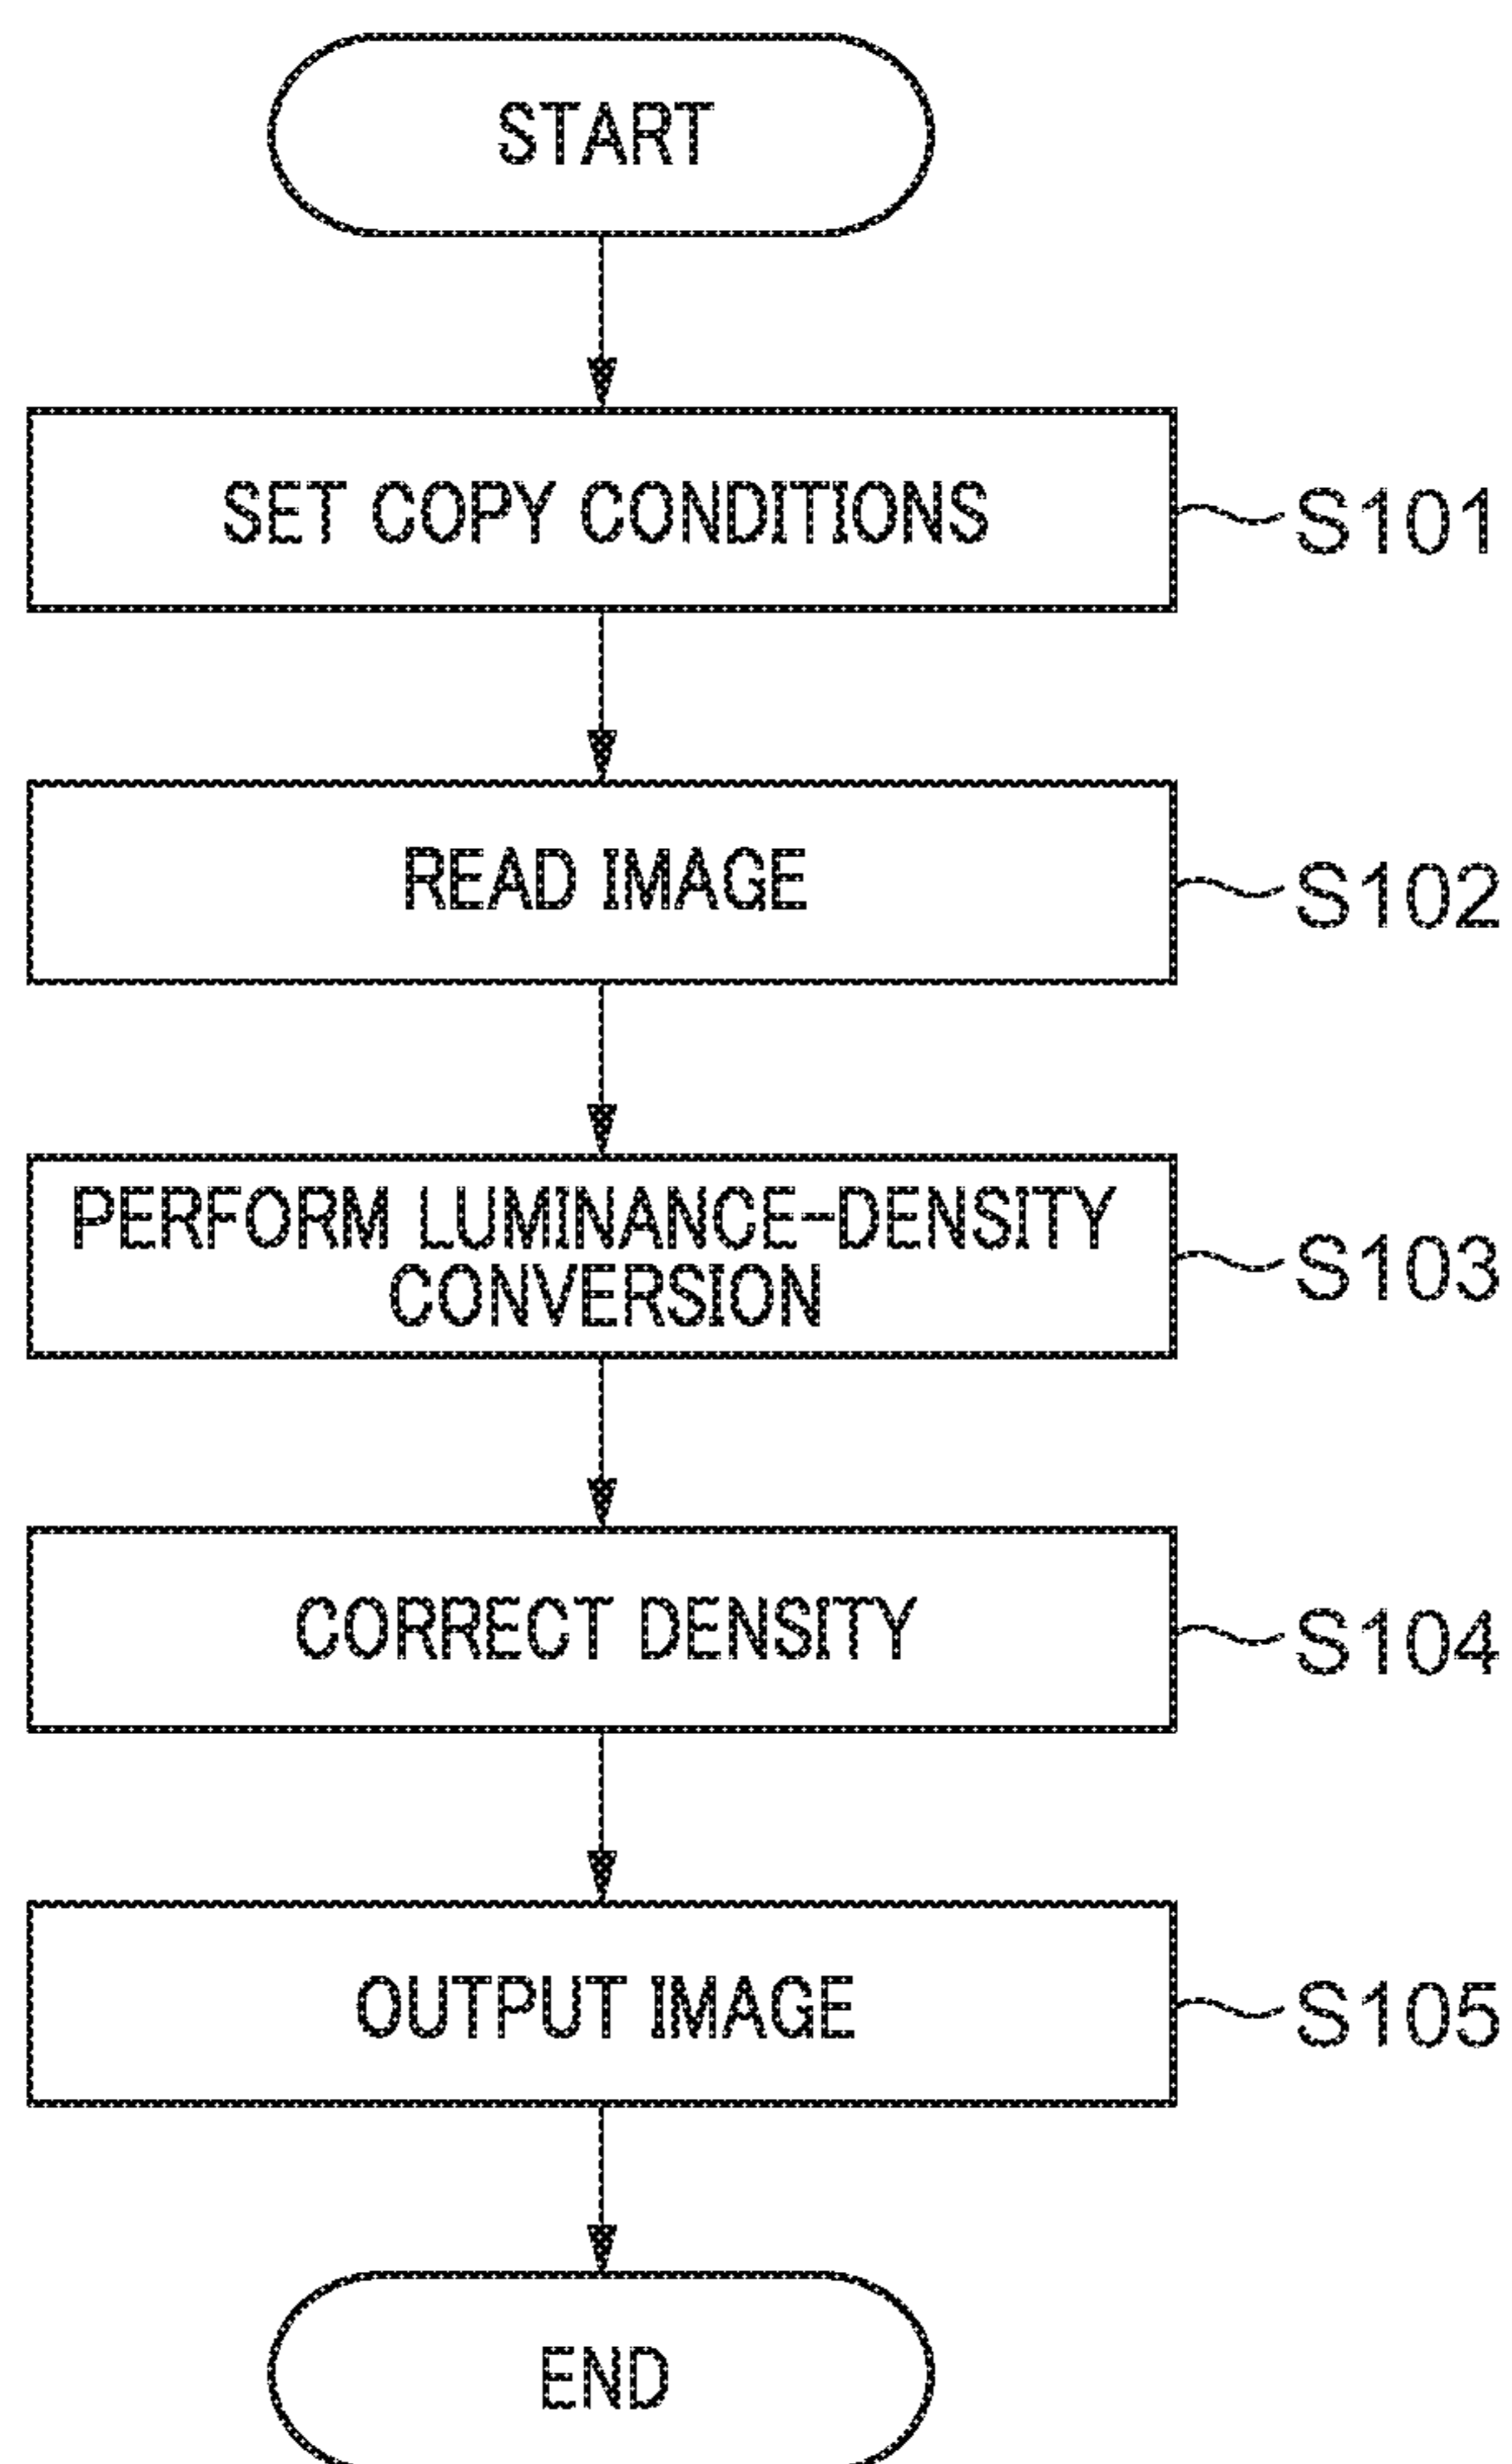 START
SET COPY CONDITIONS
S101
READ IMAGE
S102
PERFORM LUMINANCE-DENSITY
CONVERSION
S103
CORRECT DENSITY
S104
OUTPUT IMAGE
S105
END